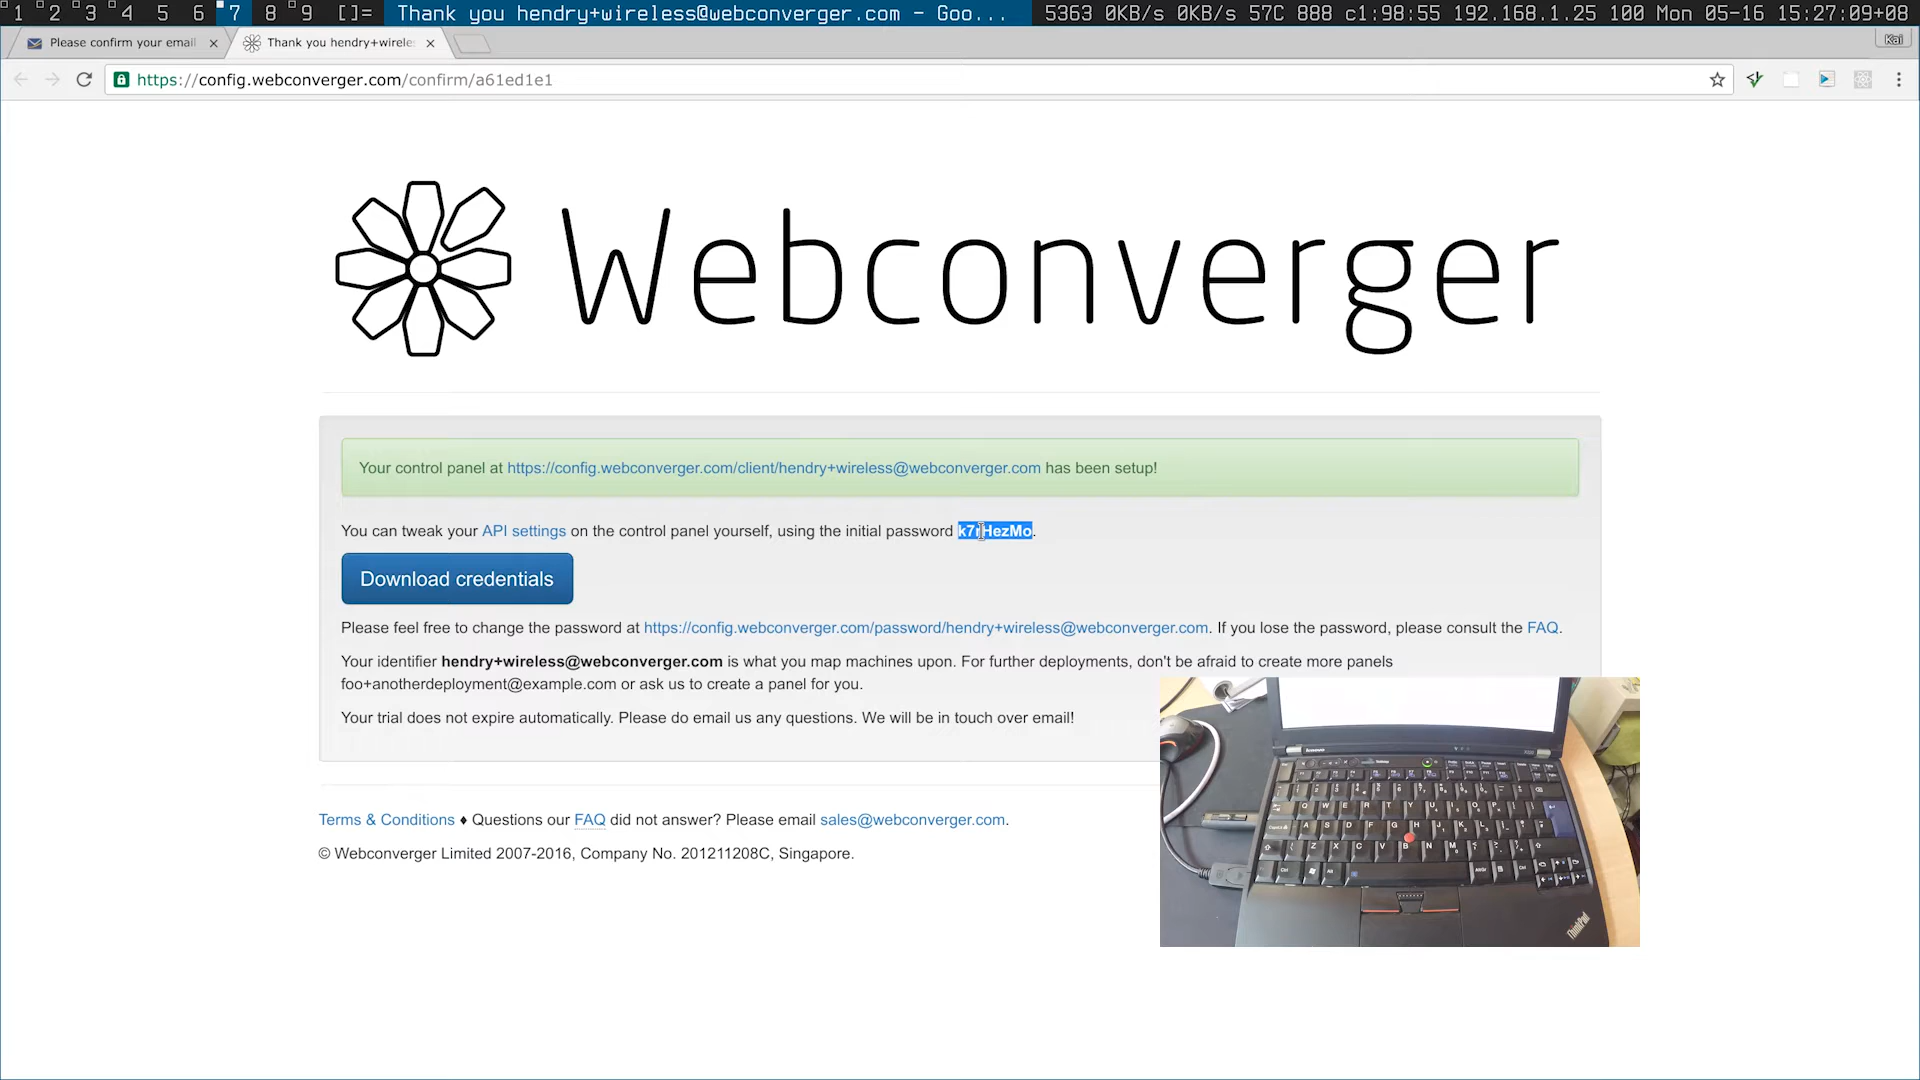 1 2 3 4 5 6 7 8 9 []= Thank you hendry+wireless@webconverger.com - Goo... 5363 0KB/s 0KB/s 57C 888 c1:98:55 192.168.1.25 100 Mon 05-16 15:27:09+08
Please confirm your email
Thank you hendry+wirele
Kai
https://config.webconverger.com/confirm/a61ed1e1
Webconverger
Your control panel at https://config.webconverger.com/client/hendry+wireless@webconverger.com has been setup!
You can tweak your API settings on the control panel yourself, using the initial password
Download credentials
Please feel free to change the password at https://config.webconverger.com/password/hendry+wireless@webconverger.com. If you lose the password, please consult the FAQ.
Your identifier hendry+wireless@webconverger.com is what you map machines upon. For further deployments, don't be afraid to create more panels
foo+anotherdeployment@example.com or ask us to create a panel for you.
Your trial does not expire automatically. Please do email us any questions. We will be in touch over email!
Terms & Conditions ♦ Questions our FAQ did not answer? Please email sales@webconverger.com.
© Webconverger Limited 2007-2016, Company No. 201211208C, Singapore.
lenovo
Q W E R T Y U I O P
A S D F G H J K L
Z X C V B N M
Ctrl Alt
ThinkPad